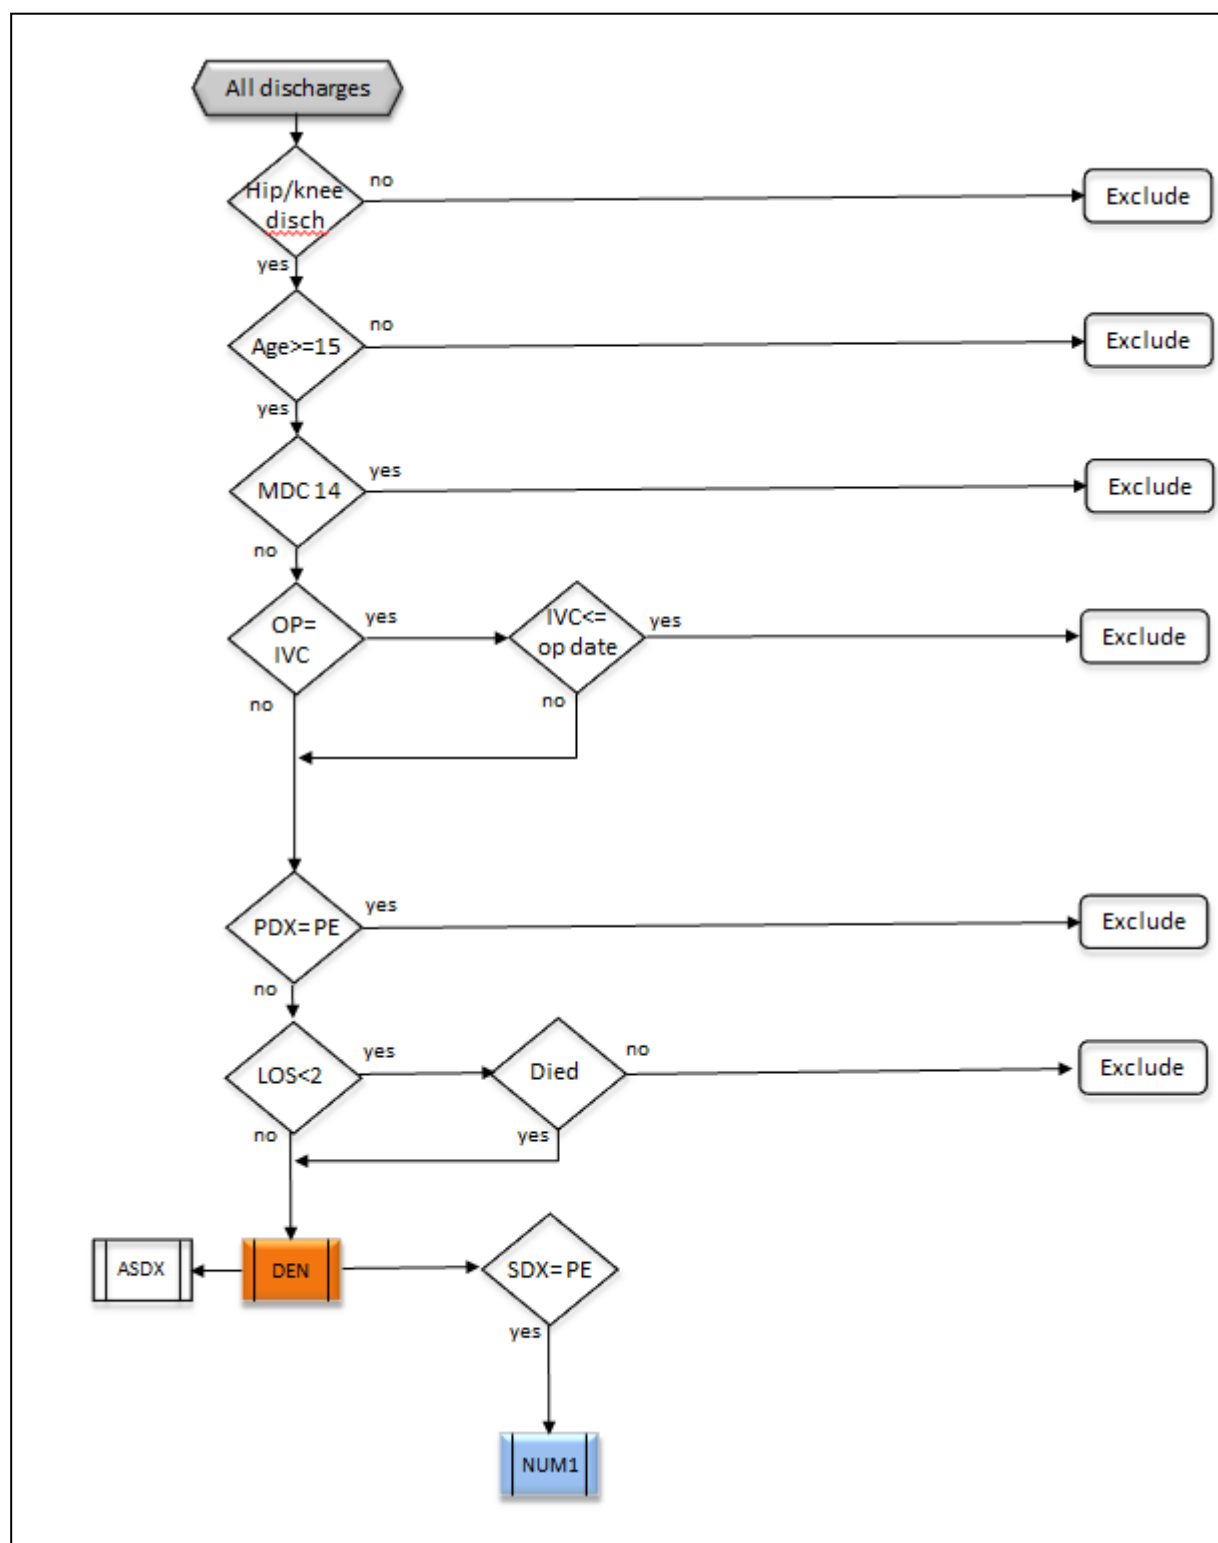 All discharges
Hip/knee
disch
no
Exclude
yes
Age>=15
no
Exclude
yes
MDC 14
yes
Exclude
no
OP=
IVC
yes
IVC<=
op date
yes
Exclude
no
no
PDX= PE
yes
Exclude
no
LOS<2
yes
Died
no
Exclude
no
yes
ASDX
DEN
SDX= PE
yes
NUM1